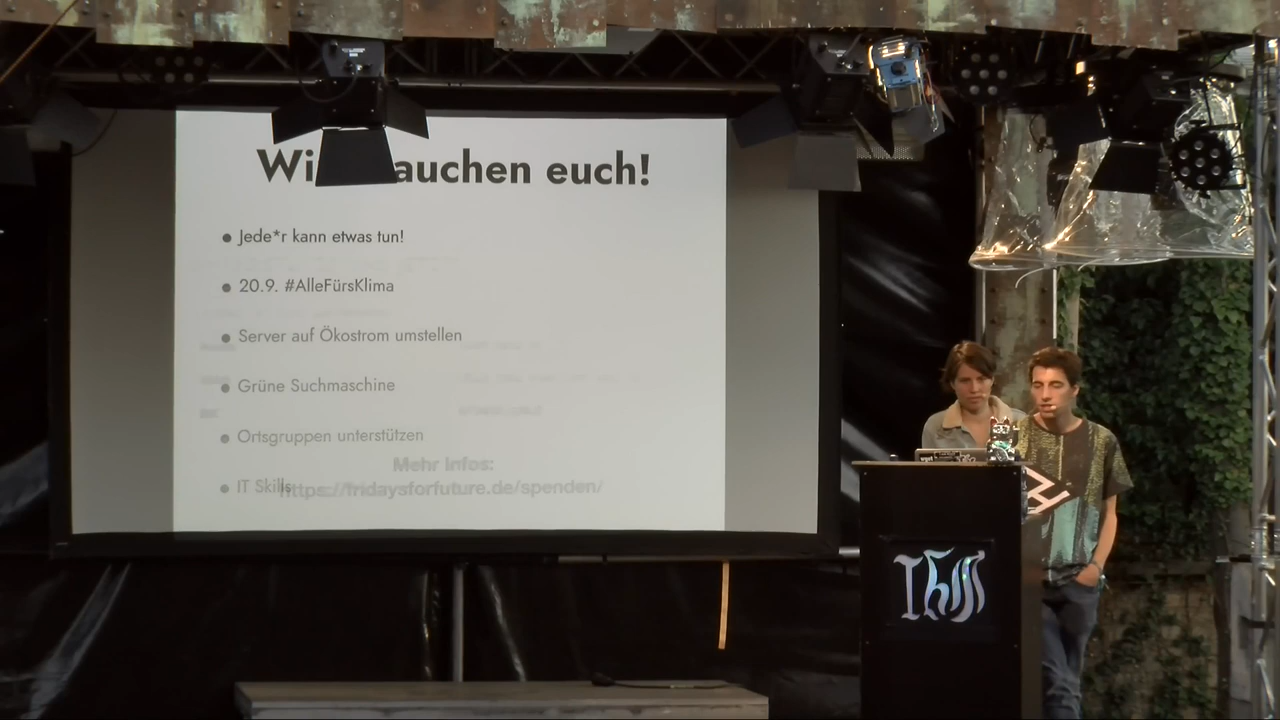 auchen euch!
Jede*r kann etwas tun!
20.9. #AlleFürsKlima
Server auf Ökostrom umstellen
Grüne Suchmaschine
Ortsgruppen unterstützen
Mehr Infos:
IT Skills
https://fridaysforfuture.de/spenden/